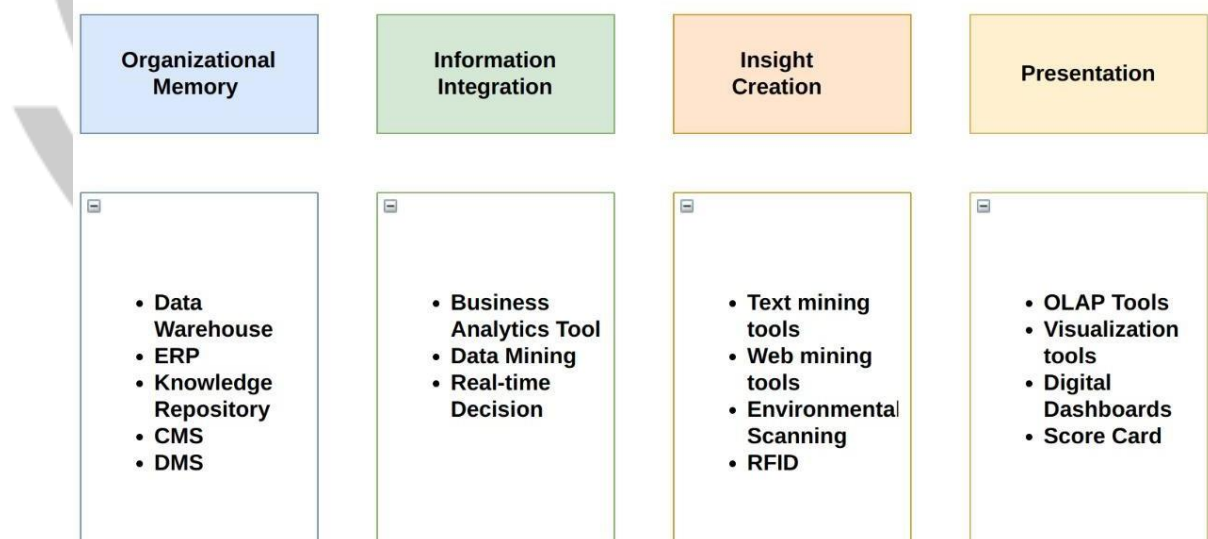 Organizational
Memory
Information
Integration
Insight
Creation
Presentation
• Data
Warehouse
• ERP
• Knowledge
Repository
• CMS
• DMS
• Business
Analytics Tool
• Data Mining
• Real-time
Decision
• Text mining
tools
• Web mining
tools
• Environmental
Scanning
• RFID
• OLAP Tools
• Visualization
tools
• Digital
Dashboards
• Score Card